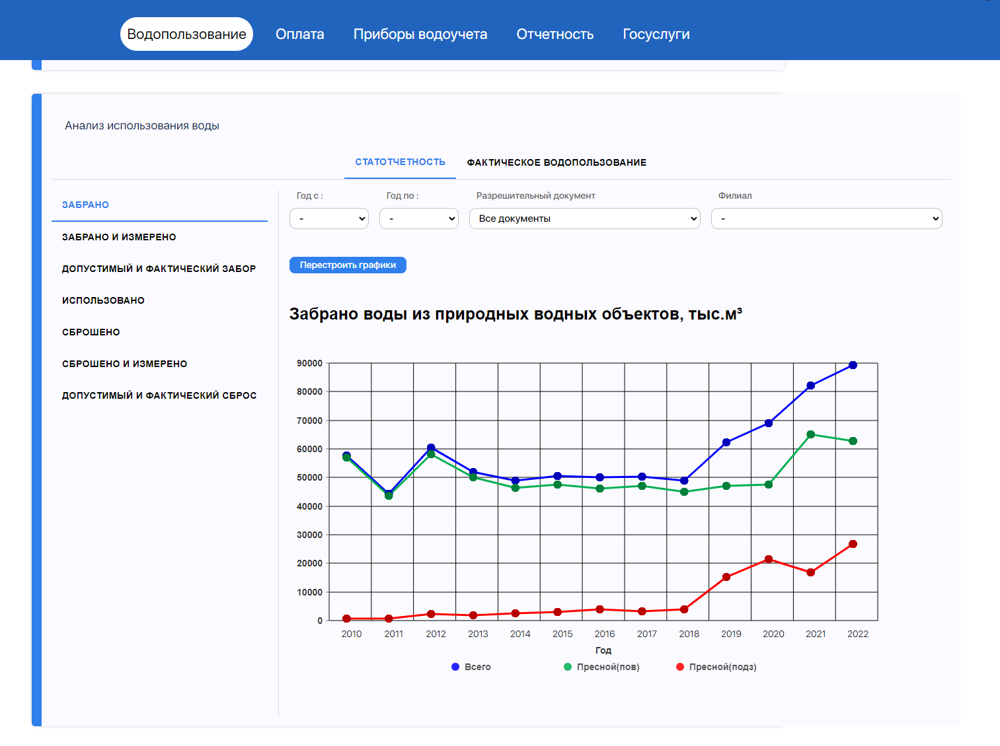 Водопользование Оплата Приборы водоучета Отчетность Госуслуги
Анализ использования воды
СТАТОТЧЕТНОСТЬ ФАКТИЧЕСКОЕ ВОДОПОЛЬЗОВАНИЕ
ЗАБРАНО
ЗАБРАНО И ИЗМЕРЕНО
ДОПУСТИМЫЙ И ФАКТИЧЕСКИЙ ЗАБОР
ИСПОЛЬЗОВАНО
СБРОШЕНО
СБРОШЕНО И ИЗМЕРЕНО
ДОПУСТИМЫЙ И ФАКТИЧЕСКИЙ СБРОС
Год с : Год по : Разрешительный документ Филиал
- - Все документы -
Перестроить графики
Забрано воды из природных водных объектов, тыс.м³
90000
80000
70000
60000
50000
40000
30000
20000
10000
0
2010 2011 2012 2013 2014 2015 2016 2017 2018 2019 2020 2021 2022
Год
Всего Пресной(пов) Пресной(подз)